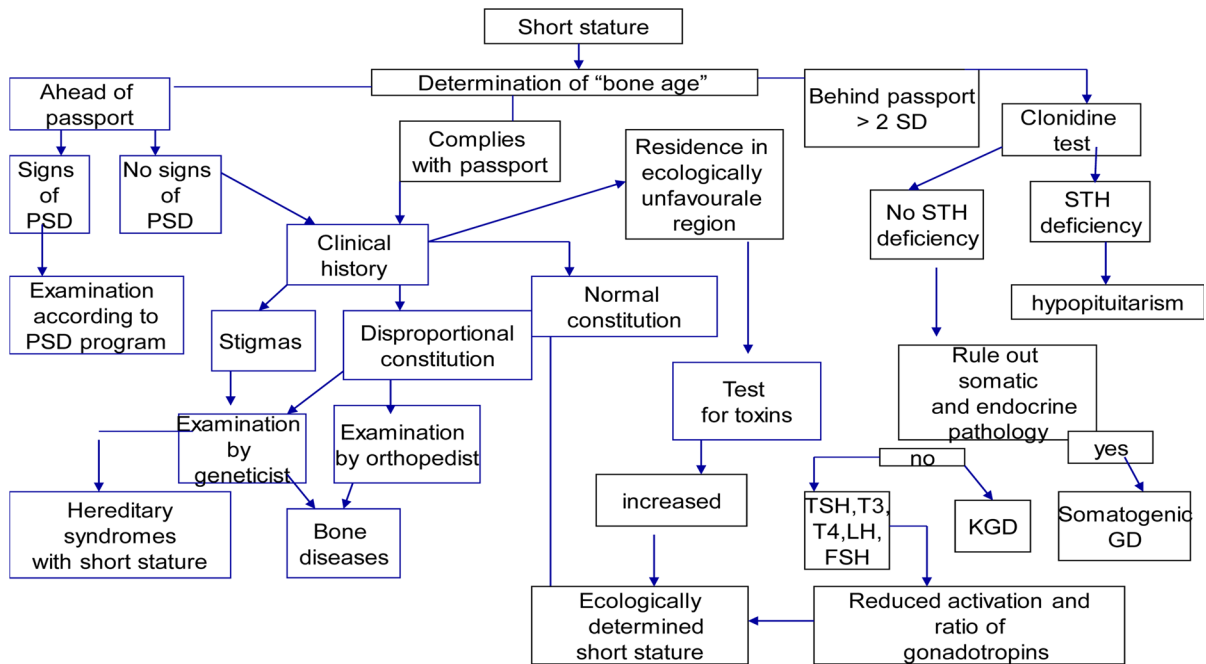 Short stature
Determination of “bone age”
Ahead of
passport
Complies
with passport
Behind passport
> 2 SD
Clonidine
test
Signs
of
PSD
No signs
of
PSD
Residence in
ecologically
unfavourale
region
No STH
deficiency
STH
deficiency
Clinical
history
Examination
according to
PSD program
Normal
constitution
hypopituitarism
Stigmas
Disproportional
constitution
Rule out
somatic
and endocrine
pathology
Test
for toxins
Examination
by
geneticist
Examination
by orthopedist
yes
no
Hereditary
syndromes
with short stature
Bone
diseases
increased
TSH,T3,
T4,LH,
FSH
KGD
Somatogenic
GD
Ecologically
determined
short stature
Reduced activation and
ratio of
gonadotropins